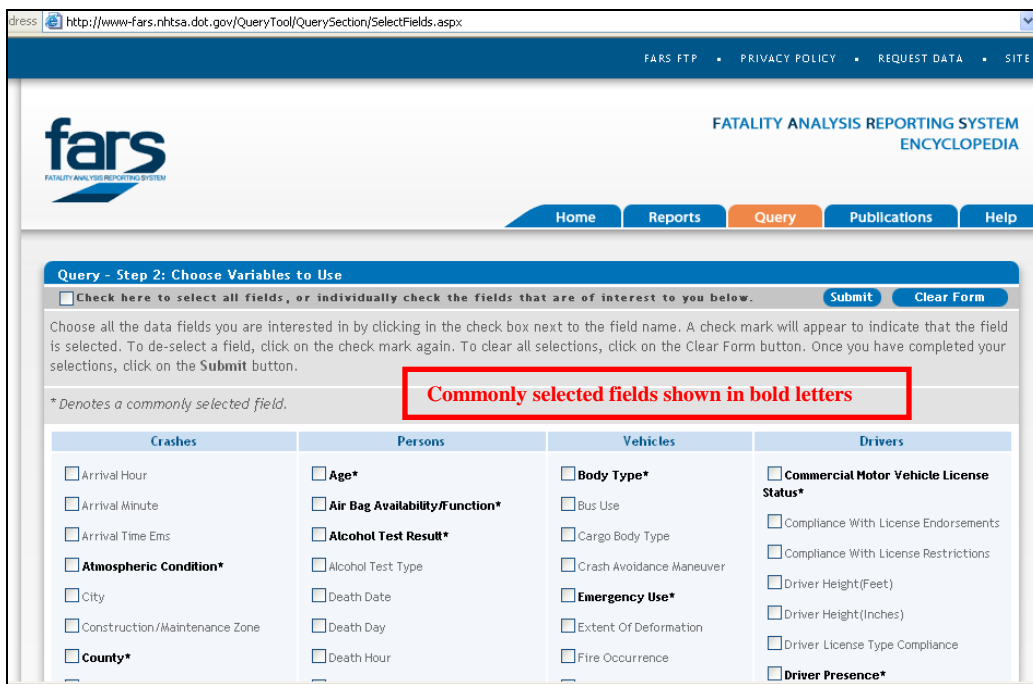 dress http://www-fars.nhtsa.dot.gov/QueryTool/QuerySection/SelectFields.aspx
FARS FTP ▪ PRIVACY POLICY ▪ REQUEST DATA ▪ SITE
fars
FATALITY ANALYSIS REPORTING SYSTEM
FATALITY ANALYSIS REPORTING SYSTEM
ENCYCLOPEDIA
Home Reports Query Publications Help
Query - Step 2: Choose Variables to Use
Check here to select all fields, or individually check the fields that are of interest to you below. Submit Clear Form
Choose all the data fields you are interested in by clicking in the check box next to the field name. A check mark will appear to indicate that the field
is selected. To de-select a field, click on the check mark again. To clear all selections, click on the Clear Form button. Once you have completed your
selections, click on the Submit button.
Commonly selected fields shown in bold letters
* Denotes a commonly selected field.
Crashes
Arrival Hour
Arrival Minute
Arrival Time Ems
Atmospheric Condition*
City
Construction/Maintenance Zone
County*
Persons
Age*
Air Bag Availability/Function*
Alcohol Test Result*
Alcohol Test Type
Death Date
Death Day
Death Hour
Vehicles
Body Type*
Bus Use
Cargo Body Type
Crash Avoidance Maneuver
Emergency Use*
Extent Of Deformation
Fire Occurrence
Drivers
Commercial Motor Vehicle License
Status*
Compliance With License Endorsements
Compliance With License Restrictions
Driver Height(Feet)
Driver Height(Inches)
Driver License Type Compliance
Driver Presence*